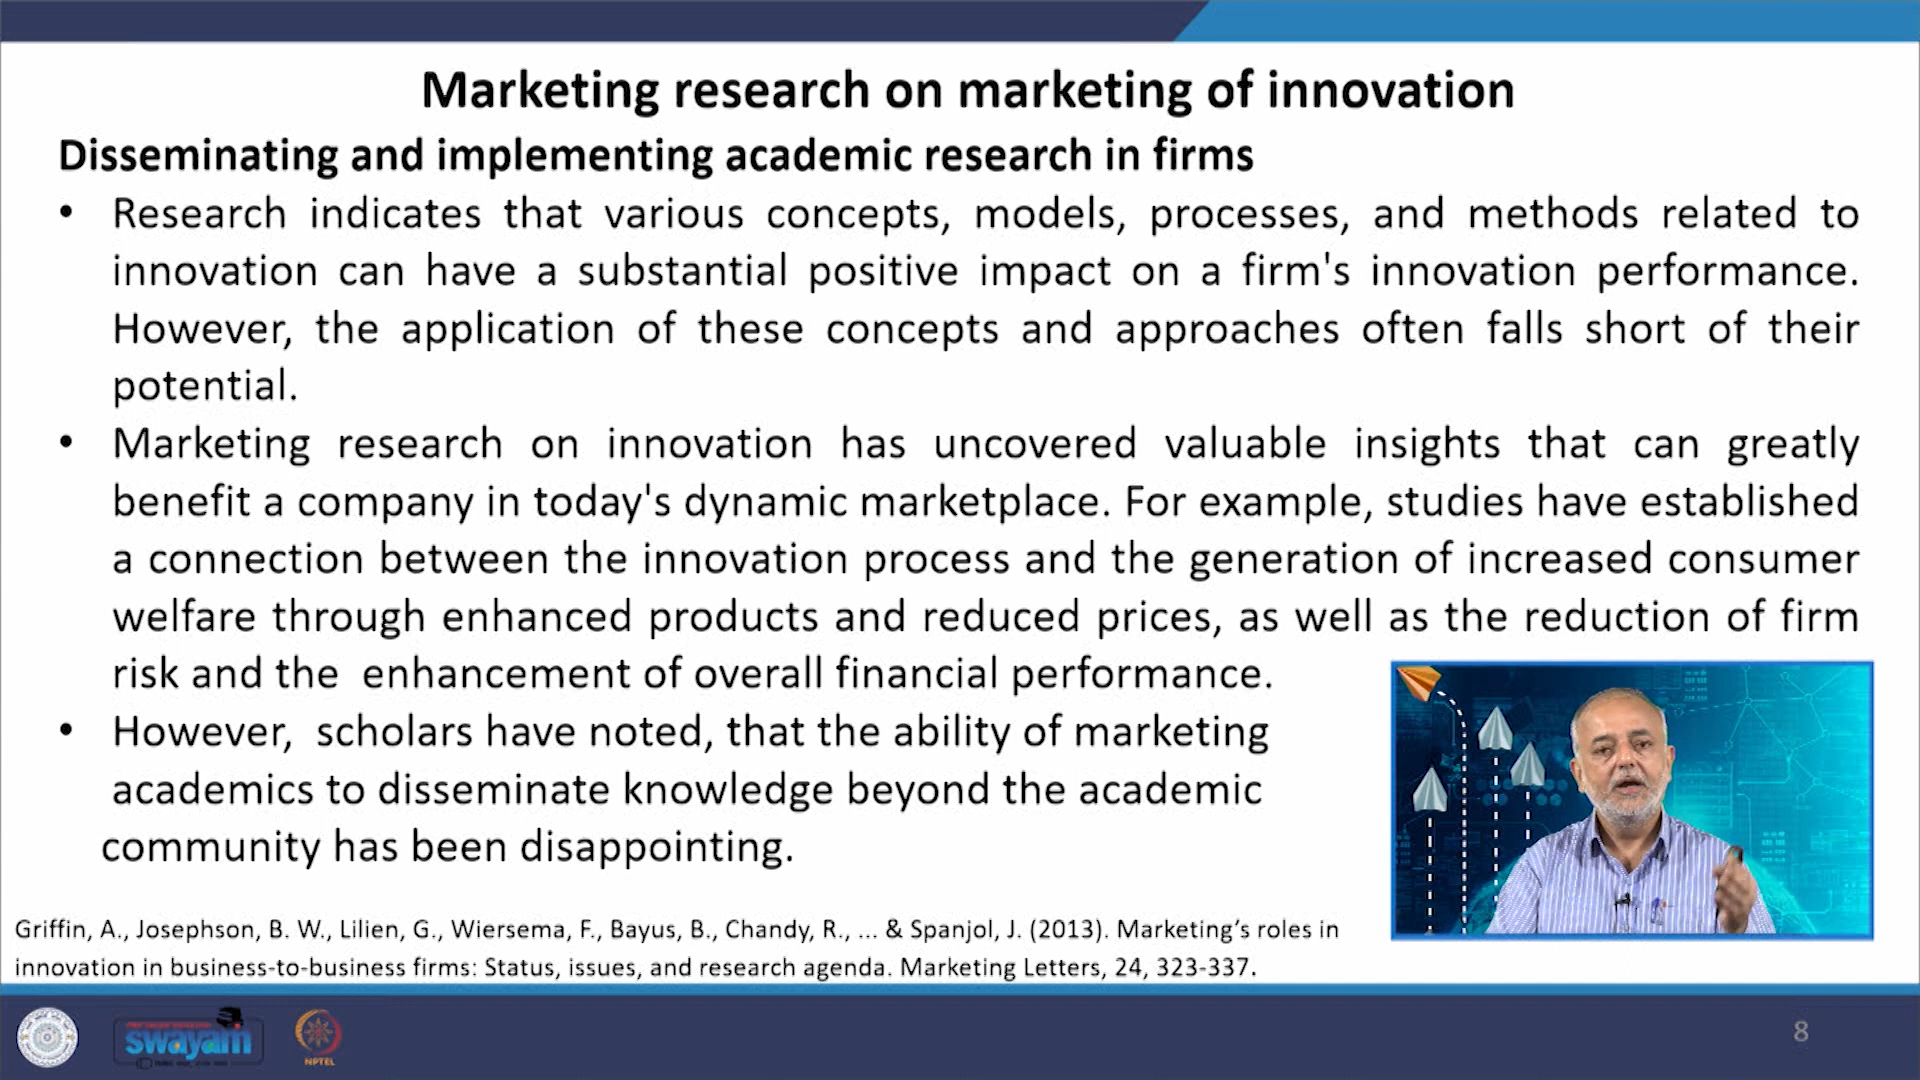 Marketing research on marketing of innovation
Disseminating and implementing academic research in firms
• Research indicates that various concepts, models, processes, and methods related to
innovation can have a substantial positive impact on a firm's innovation performance.
However, the application of these concepts and approaches often falls short of their
potential.
• Marketing research on innovation has uncovered valuable insights that can greatly
benefit a company in today's dynamic marketplace. For example, studies have established
a connection between the innovation process and the generation of increased consumer
welfare through enhanced products and reduced prices, as well as the reduction of firm
risk and the enhancement of overall financial performance.
• However, scholars have noted, that the ability of marketing
academics to disseminate knowledge beyond the academic
community has been disappointing.
Griffin, A., Josephson, B. W., Lilien, G., Wiersema, F., Bayus, B., Chandy, R., ... & Spanjol, J. (2013). Marketing’s roles in
innovation in business-to-business firms: Status, issues, and research agenda. Marketing Letters, 24, 323-337.
swayam
NPTEL
8